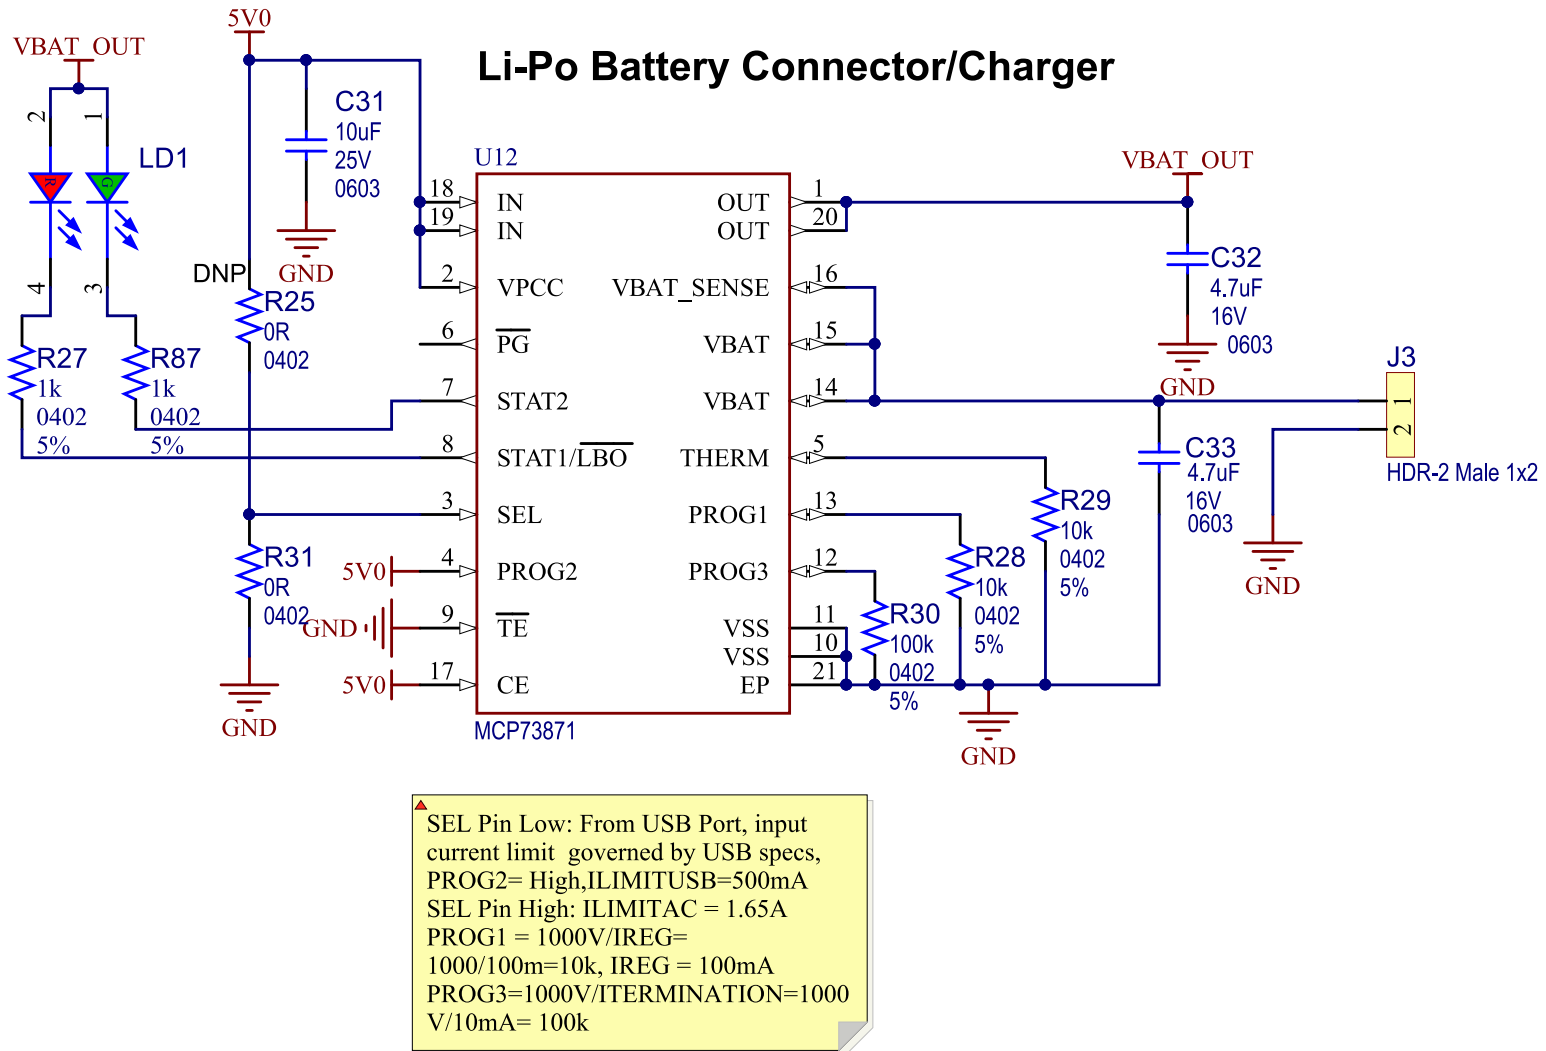 Li-Po Battery Connector/Charger
5V0
VBAT_OUT
2
1
LD1
R
G
4
3
C31
10uF
25V
0603
GND
DNP
R25
0R
0402
R27
1k
0402
5%
R87
1k
0402
5%
R31
0R
0402
GND
U12
18 IN
19 IN
2 VPCC
6 PG
7 STAT2
8 STAT1/LBO
3 SEL
5V0 4 PROG2
GND 9 TE
5V0 17 CE
OUT 1
OUT 20
VBAT_SENSE 16
VBAT 15
VBAT 14
THERM 5
PROG1 13
PROG3 12
VSS 11
VSS 10
EP 21
MCP73871
VBAT_OUT
C32
4.7uF
16V
0603
GND
J3
1
2
HDR-2 Male 1x2
GND
C33
4.7uF
16V
0603
R29
10k
0402
5%
R28
10k
0402
5%
R30
100k
0402
5%
GND
SEL Pin Low: From USB Port, input
current limit governed by USB specs,
PROG2= High,ILIMITUSB=500mA
SEL Pin High: ILIMITAC = 1.65A
PROG1 = 1000V/IREG=
1000/100m=10k, IREG = 100mA
PROG3=1000V/ITERMINATION=1000
V/10mA= 100k